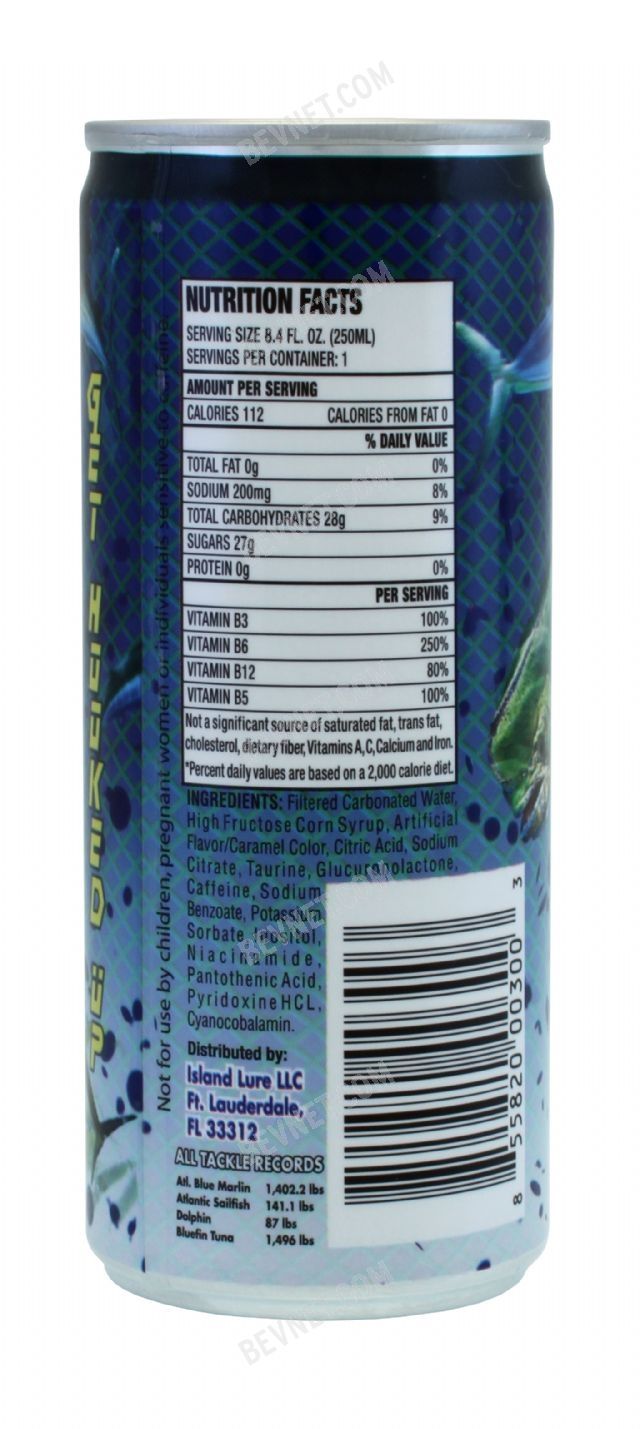 NUTRITION FACTS
SERVING SIZE 8.4 FL. OZ. (250ML)
SERVINGS PER CONTAINER: 1
AMOUNT PER SERVING
CALORIES 112 CALORIES FROM FAT 0
% DAILY VALUE
TOTAL FAT 0g 0%
SODIUM 200mg 8%
TOTAL CARBOHYDRATES 28g 9%
SUGARS 27g
PROTEIN 0g 0%
PER SERVING
VITAMIN B3 100%
VITAMIN B6 250%
VITAMIN B12 80%
VITAMIN B5 100%
Not a significant source of saturated fat, trans fat,
cholesterol, dietary fiber, Vitamins A, C, Calcium and Iron.
*Percent daily values are based on a 2,000 calorie diet.
INGREDIENTS: Filtered Carbonated Water,
High Fructose Corn Syrup, Artificial
Flavor/Caramel Color, Citric Acid, Sodium
Citrate, Taurine, Glucuronolactone,
Caffeine, Sodium
Benzoate, Potassium
Sorbate, Inositol,
Niacinamide,
Pantothenic Acid,
Pyridoxine HCL,
Cyanocobalamin.
Distributed by:
Island Lure LLC
Ft. Lauderdale,
FL 33312
ALL TACKLE RECORDS
Atl. Blue Marlin 1,402.2 lbs
Atlantic Sailfish 141.1 lbs
Dolphin 87 lbs
Bluefin Tuna 1,496 lbs
8 55820 00300 3
Not for use by children, pregnant women or individuals sensitive to caffeine.
GET HOOKED ÜP
BEVNET.COM
BEVNET.COM
BEVNET.COM
BEVNET.COM
BEVNET.COM
BEVNET.COM
BEVNET.COM